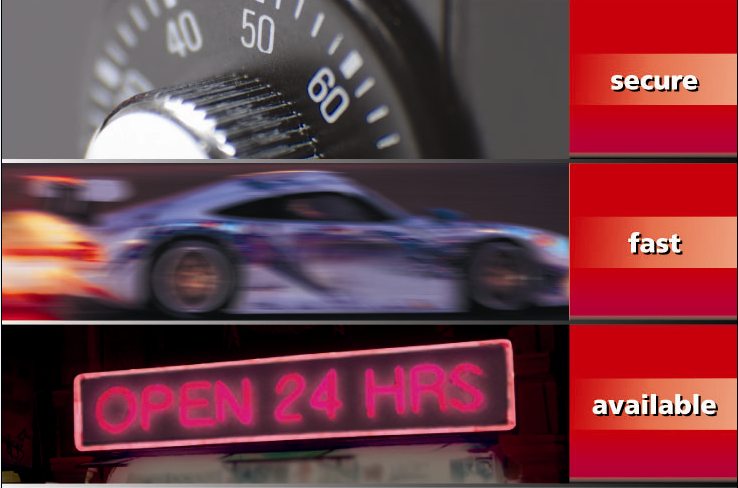 40 50 60
secure
fast
OPEN 24 HRS
available